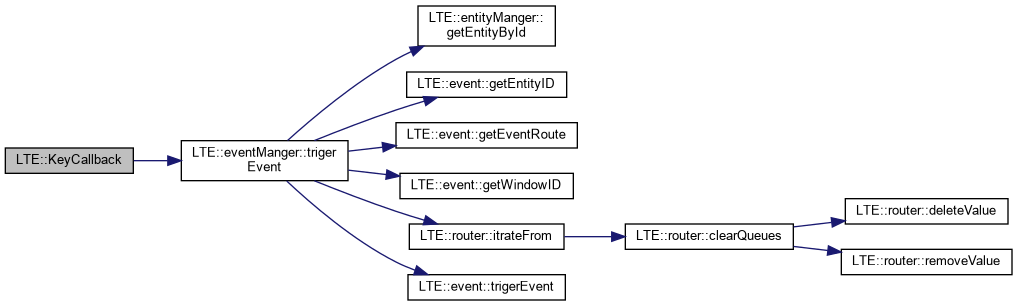 LTE::KeyCallback
LTE::eventManger::triger
Event
LTE::entityManger::
getEntityById
LTE::event::getEntityID
LTE::event::getEventRoute
LTE::event::getWindowID
LTE::router::itrateFrom
LTE::event::trigerEvent
LTE::router::clearQueues
LTE::router::deleteValue
LTE::router::removeValue